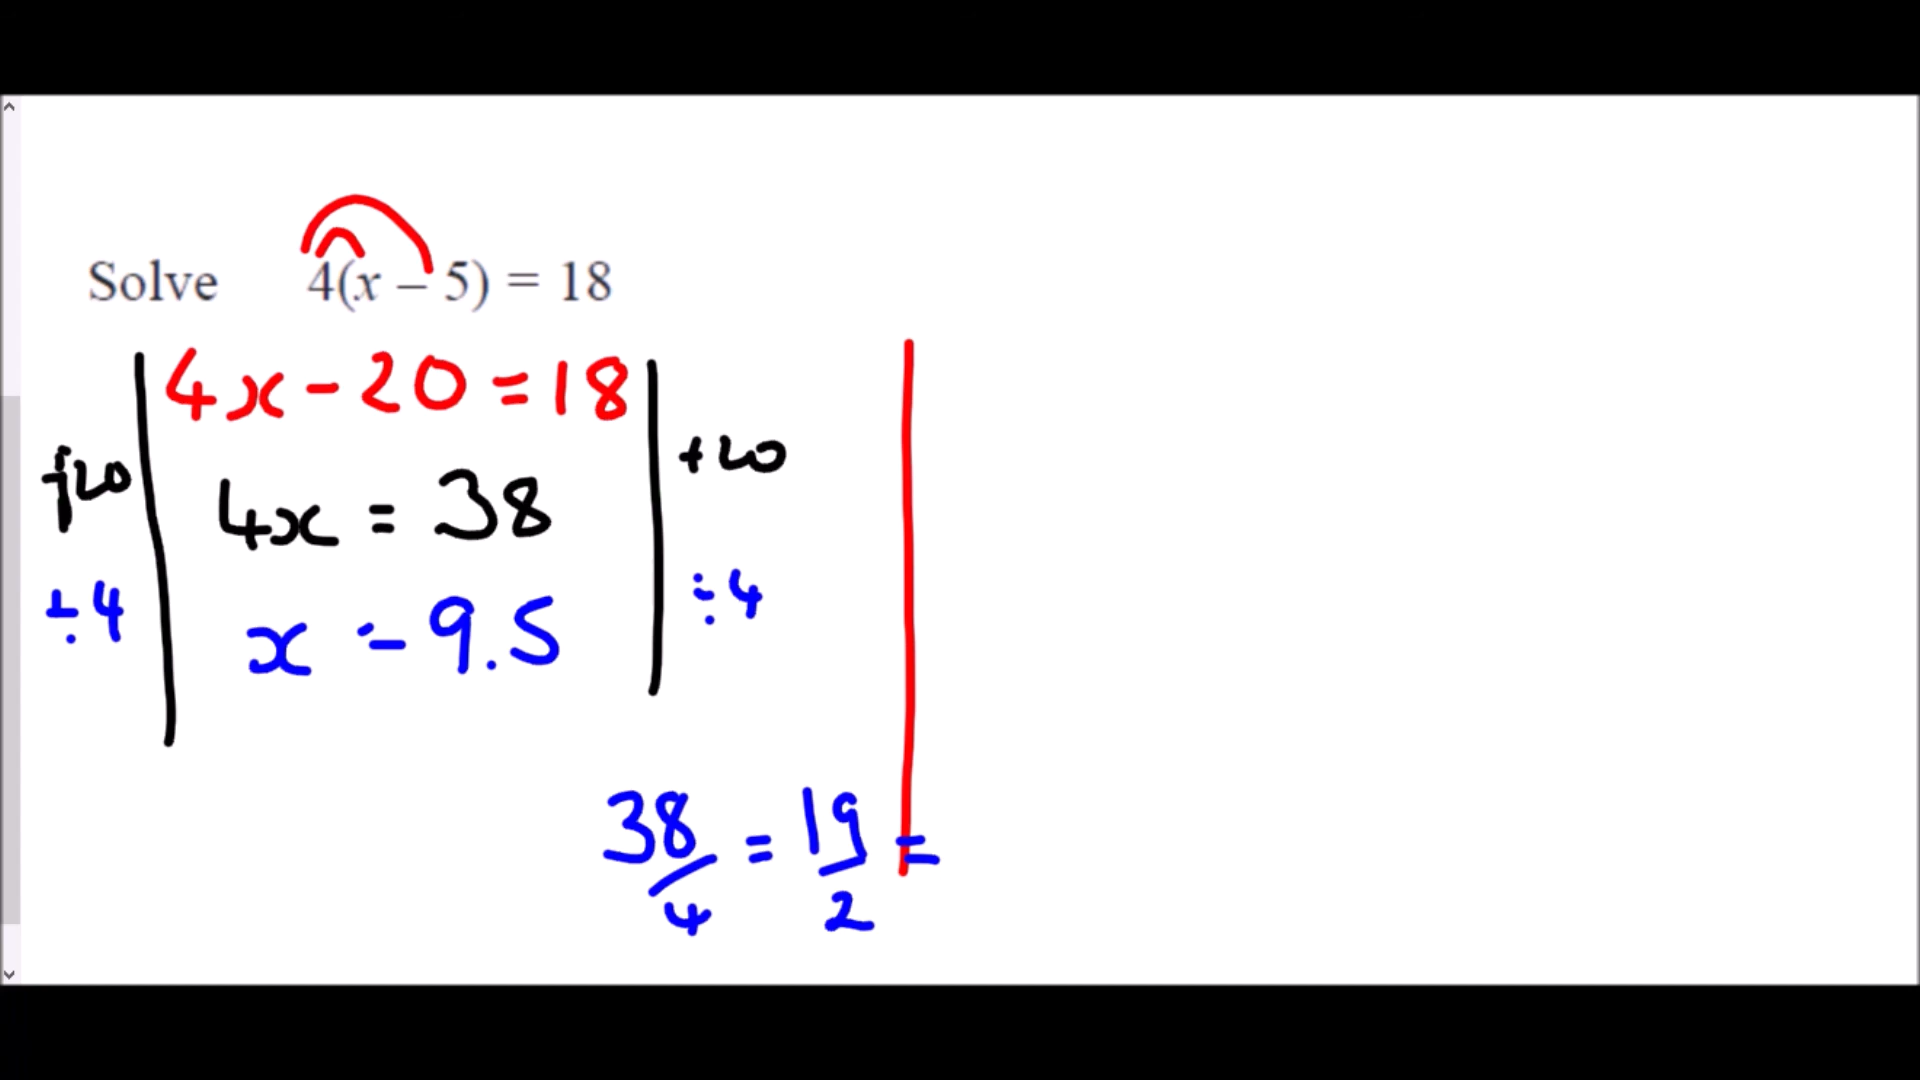 Solve 4(x – 5) = 18
4x - 20 = 18
+20 4x = 38 +20
÷4 x = 9.5 ÷4
38/4 = 19/2 =